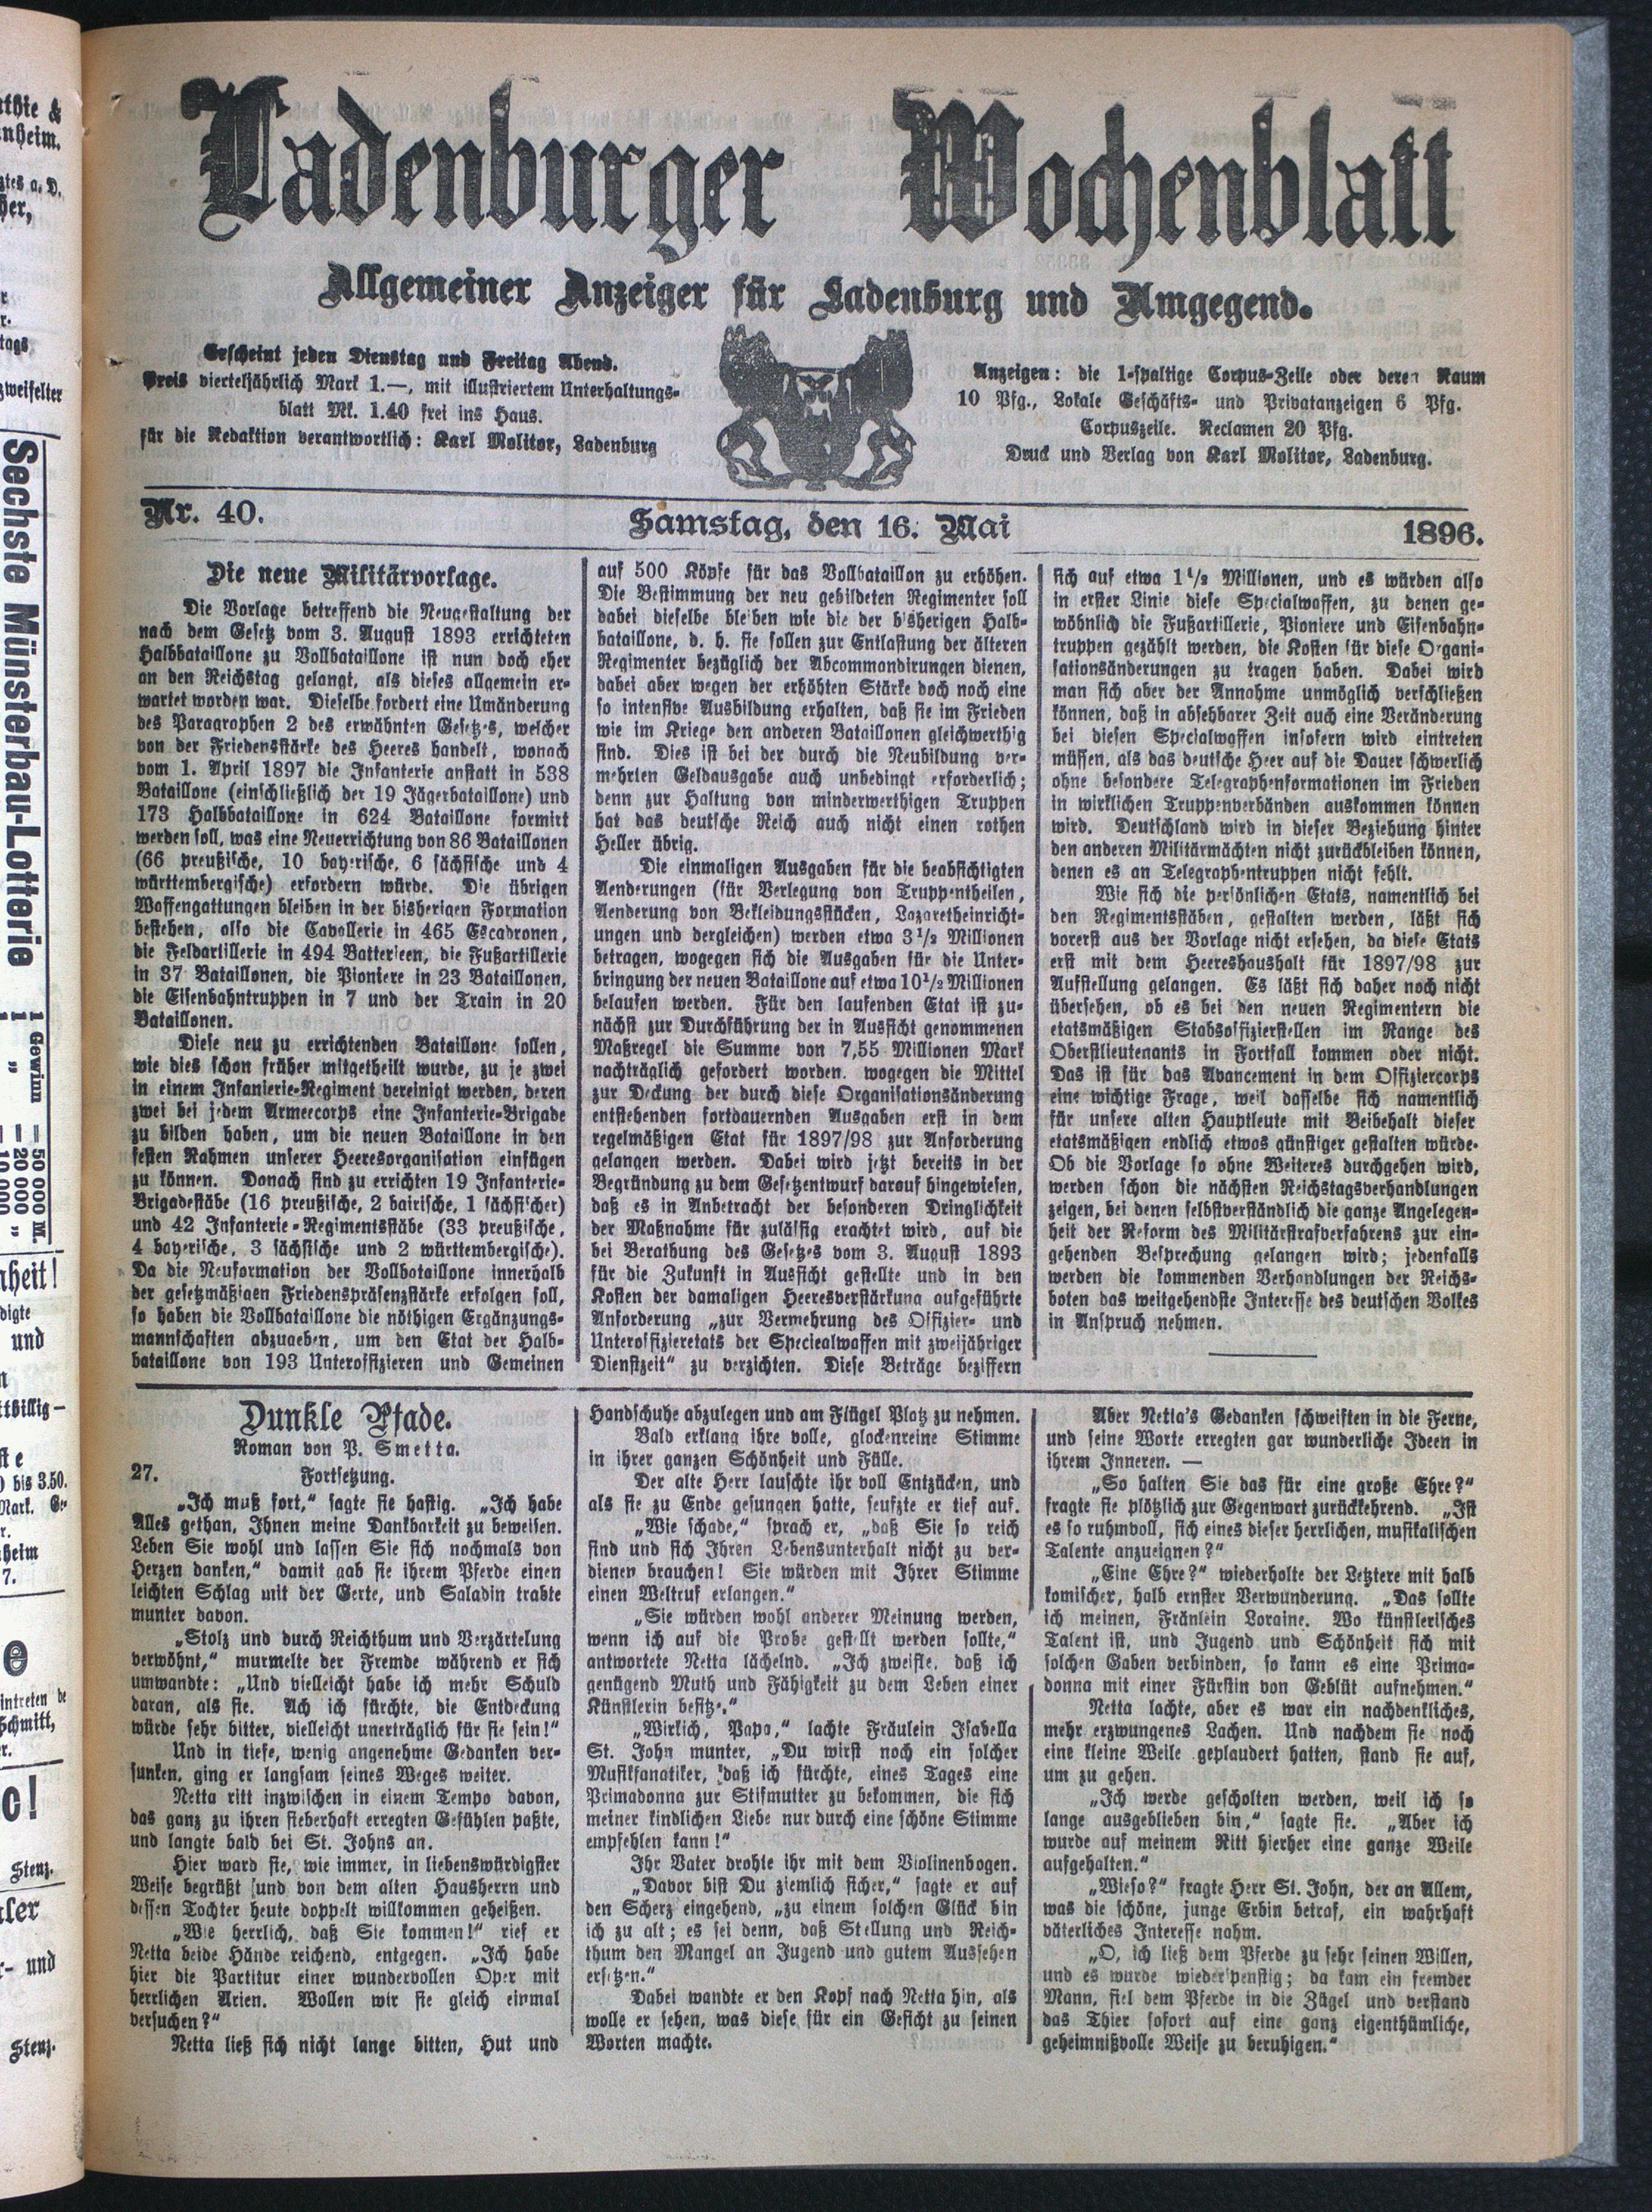 Ladenburger Wochenblatt
Allgemeiner Anzeiger für Ladenburg und Umgegend.
Erscheint jeden Dienstag und Freitag Abend.
Preis vierteljährlich Mark 1.—, mit illustriertem Unterhaltungs-
blatt Mk. 1.40 frei ins Haus.
für die Redaktion verantwortlich: Karl Molitor, Ladenburg
Anzeigen: die 1-spaltige Corpus-Zeile oder deren Raum
10 Pfg., Lokale Geschäfts- und Privatanzeigen 6 Pfg.
Corpuszeile. Reclamen 20 Pfg.
Druck und Verlag von Karl Molitor, Ladenburg.
Nr. 40.
Samstag, den 16. Mai
1896.
Die neue Militärvorlage.
Die Vorlage betreffend die Neugestaltung der
nach dem Gesetz vom 3. August 1893 errichteten
Halbbataillone zu Vollbataillone ist nun doch eher
an den Reichstag gelangt, als dieses allgemein er-
wartet worden war. Dieselbe fordert eine Umänderung
des Paragraphen 2 des erwähnten Gesetzes, welcher
von der Friedensstärke des Heeres handelt, wonach
vom 1. April 1897 die Infanterie anstatt in 538
Bataillone (einschließlich der 19 Jägerbataillone) und
173 Halbbataillone in 624 Bataillone formirt
werden soll, was eine Neuerrichtung von 86 Bataillonen
(66 preußische, 10 bayerische, 6 sächsische und 4
württembergische) erfordern würde. Die übrigen
Waffengattungen bleiben in der bisherigen Formation
bestehen, also die Cavallerie in 465 Escadronen,
die Feldartillerie in 494 Batterieen, die Fußartillerie
in 37 Bataillonen, die Pioniere in 23 Bataillonen,
die Eisenbahntruppen in 7 und der Train in 20
Bataillonen.
Diese neu zu errichtenden Bataillone sollen,
wie dies schon früher mitgetheilt wurde, zu je zwei
in einem Infanterie-Regiment vereinigt werden, deren
zwei bei jedem Armeecorps eine Infanterie-Brigade
zu bilden haben, um die neuen Bataillone in den
festen Rahmen unserer Heeresorganisation einfügen
zu können. Danach sind zu errichten 19 Infanterie-
Brigadestäbe (16 preußische, 2 bairische, 1 sächsischer)
und 42 Infanterie-Regimentsstäbe (33 preußische,
4 bayerische, 3 sächsische und 2 württembergische).
Da die Neuformation der Vollbataillone innerhalb
der gesetzmäßigen Friedenspräsenzstärke erfolgen soll,
so haben die Vollbataillone die nöthigen Ergänzungs-
mannschaften abzugeben, um den Etat der Halb-
bataillone von 193 Unteroffizieren und Gemeinen
auf 500 Köpfe für das Vollbataillon zu erhöhen.
Die Bestimmung der neu gebildeten Regimenter soll
dabei dieselbe bleiben wie die der bisherigen Halb-
bataillone, d. h. sie sollen zur Entlastung der älteren
Regimenter bezüglich der Abcommandirungen dienen,
dabei aber wegen der erhöhten Stärke doch noch eine
so intensive Ausbildung erhalten, daß sie im Frieden
wie im Kriege den anderen Bataillonen gleichwerthig
sind. Dies ist bei der durch die Neubildung ver-
mehrten Geldausgabe auch unbedingt erforderlich;
denn zur Haltung von minderwerthigen Truppen
hat das deutsche Reich auch nicht einen rothen
Heller übrig.
Die einmaligen Ausgaben für die beabsichtigten
Aenderungen (für Verlegung von Truppentheilen,
Aenderung von Bekleidungsstücken, Lazaretheinricht-
ungen und dergleichen) werden etwa 3½ Millionen
betragen, wogegen sich die Ausgaben für die Unter-
bringung der neuen Bataillone auf etwa 10½ Millionen
belaufen werden. Für den laufenden Etat ist zu-
nächst zur Durchführung der in Aussicht genommenen
Maßregel die Summe von 7,55 Millionen Mark
nachträglich gefordert worden. wogegen die Mittel
zur Deckung der durch diese Organisationsänderung
entstehenden fortdauernden Ausgaben erst in dem
regelmäßigen Etat für 1897/98 zur Anforderung
gelangen werden. Dabei wird jetzt bereits in der
Begründung zu dem Gesetzentwurf darauf hingewiesen,
daß es in Anbetracht der besonderen Dringlichkeit
der Maßnahme für zulässig erachtet wird, auf die
bei Berathung des Gesetzes vom 3. August 1893
für die Zukunft in Aussicht gestellte und in den
Kosten der damaligen Heeresverstärkung aufgeführte
Anforderung „zur Vermehrung des Offizier- und
Unteroffizieretats der Speciealwaffen mit zweijähriger
Dienstzeit“ zu verzichten. Diese Beträge beziffern
sich auf etwa 1½ Millionen, und es würden also
in erster Linie diese Specialwaffen, zu denen ge-
wöhnlich die Fußartillerie, Pioniere und Eisenbahn-
truppen gezählt werden, die Kosten für diese Organi-
sationsänderungen zu tragen haben. Dabei wird
man sich aber der Annahme unmöglich verschließen
können, daß in absehbarer Zeit auch eine Veränderung
bei diesen Specialwaffen insofern wird eintreten
müssen, als das deutsche Heer auf die Dauer schwerlich
ohne besondere Telegraphenformationen im Frieden
in wirklichen Truppenverbänden auskommen können
wird. Deutschland wird in dieser Beziehung hinter
den anderen Militärmächten nicht zurückbleiben können,
denen es an Telegraphentruppen nicht fehlt.
Wie sich die persönlichen Etats, namentlich bei
den Regimentsstäben, gestalten werden, läßt sich
vorerst aus der Vorlage nicht ersehen, da diese Etats
erst mit dem Heereshaushalt für 1897/98 zur
Aufstellung gelangen. Es läßt sich daher noch nicht
übersehen, ob es bei den neuen Regimentern die
etatsmäßigen Stabsoffizierstellen im Range des
Oberstlieutenants in Fortfall kommen oder nicht.
Das ist für das Avancement in dem Offiziercorps
eine wichtige Frage, weil dasselbe sich namentlich
für unsere alten Hauptleute mit Beibehalt dieser
etatsmäßigen endlich etwas günstiger gestalten würde.
Ob die Vorlage so ohne Weiteres durchgehen wird,
werden schon die nächsten Reichstagsverhandlungen
zeigen, bei denen selbstverständlich die ganze Angelegen-
heit der Reform des Militärstrafverfahrens zur ein-
gehenden Besprechung gelangen wird; jedenfalls
werden die kommenden Verhandlungen der Reichs-
boten das weitgehendste Interesse des deutschen Volkes
in Anspruch nehmen.
Dunkle Pfade.
Roman von P. Smetta.
27. Fortsetzung.
„Ich muß fort,“ sagte sie hastig. „Ich habe
Alles gethan, Ihnen meine Dankbarkeit zu beweisen.
Leben Sie wohl und lassen Sie sich nochmals von
Herzen danken,“ damit gab sie ihrem Pferde einen
leichten Schlag mit der Gerte, und Saladin trabte
munter davon.
„Stolz und durch Reichthum und Verzärtelung
verwöhnt,“ murmelte der Fremde während er sich
umwandte: „Und vielleicht habe ich mehr Schuld
daran, als sie. Ach ich fürchte, die Entdeckung
würde sehr bitter, vielleicht unerträglich für sie sein!“
Und in tiefe, wenig angenehme Gedanken ver-
sunken, ging er langsam seines Weges weiter.
Netta ritt inzwischen in einem Tempo davon,
das ganz zu ihren fieberhaft erregten Gefühlen paßte,
und langte bald bei St. Johns an.
Hier ward sie, wie immer, in liebenswürdigster
Weise begrüßt und von dem alten Hausherrn und
dessen Tochter heute doppelt willkommen geheißen.
„Wie herrlich, daß Sie kommen!“ rief er
Netta beide Hände reichend, entgegen. „Ich habe
hier die Partitur einer wundervollen Oper mit
herrlichen Arien. Wollen wir sie gleich einmal
versuchen?“
Netta ließ sich nicht lange bitten, Hut und
Handschuhe abzulegen und am Flügel Platz zu nehmen.
Bald erklang ihre volle, glockenreine Stimme
in ihrer ganzen Schönheit und Fülle.
Der alte Herr lauschte ihr voll Entzücken, und
als sie zu Ende gesungen hatte, seufzte er tief auf.
„Wie schade,“ sprach er, „daß Sie so reich
sind und sich Ihren Lebensunterhalt nicht zu ver-
dienen brauchen! Sie würden mit Ihrer Stimme
einen Weltruf erlangen.“
„Sie würden wohl anderer Meinung werden,
wenn ich auf die Probe gestellt werden sollte,“
antwortete Netta lächelnd. „Ich zweifle, daß ich
genügend Muth und Fähigkeit zu dem Leben einer
Künstlerin besitze.“
„Wirklich, Papa,“ lachte Fräulein Isabella
St. John munter, „Du wirst noch ein solcher
Musikfanatiker, daß ich fürchte, eines Tages eine
Primadonna zur Stifmutter zu bekommen, die sich
meiner kindlichen Liebe nur durch eine schöne Stimme
empfehlen kann!“
Ihr Vater drohte ihr mit dem Violinenbogen.
„Davor bist Du ziemlich sicher,“ sagte er auf
den Scherz eingehend, „zu einem solchen Glück bin
ich zu alt; es sei denn, daß Stellung und Reich-
thum den Mangel an Jugend und gutem Aussehen
ersetzen.“
Dabei wandte er den Kopf nach Netta hin, als
wolle er sehen, was diese für ein Gesicht zu seinen
Worten machte.
Aber Netta's Gedanken schweiften in die Ferne,
und seine Worte erregten gar wunderliche Ideen in
ihrem Inneren. —
„So halten Sie das für eine große Ehre?“
fragte sie plötzlich zur Gegenwart zurückkehrend. „Ist
es so ruhmvoll, sich eines dieser herrlichen, musikalischen
Talente anzueignen?“
„Eine Ehre?“ wiederholte der Letztere mit halb
komischer, halb ernster Verwunderung. „Das sollte
ich meinen, Fräulein Loraine. Wo künstlerisches
Talent ist, und Jugend und Schönheit sich mit
solchen Gaben verbinden, so kann es eine Prima-
donna mit einer Fürstin von Geblüt aufnehmen.“
Netta lachte, aber es war ein nachdenkliches,
mehr erzwungenes Lachen. Und nachdem sie noch
eine kleine Weile geplaudert hatten, stand sie auf,
um zu gehen.
„Ich werde gescholten werden, weil ich so
lange ausgeblieben bin,“ sagte sie. „Aber ich
wurde auf meinem Ritt hierher eine ganze Weile
aufgehalten.“
„Wieso?“ fragte Herr St. John, der an Allem,
was die schöne, junge Erbin betraf, ein wahrhaft
väterliches Interesse nahm.
„O, ich ließ dem Pferde zu sehr seinen Willen,
und es wurde wiederspenstig; da kam ein fremder
Mann, fiel dem Pferde in die Zügel und verstand
das Thier sofort auf eine ganz eigenthümliche,
geheimnißvolle Weise zu beruhigen.“
Sechste Münsterbau-Lotterie
1 Gewinn = 50 000 M.